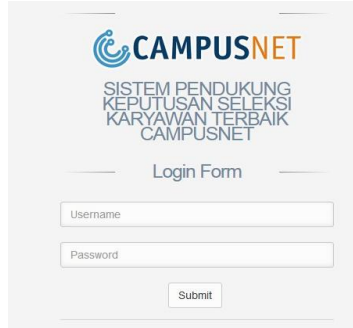 CAMPUSNET
SISTEM PENDUKUNG
KEPUTUSAN SELEKSI
KARYAWAN TERBAIK
CAMPUSNET
Login Form
Username
Password
Submit